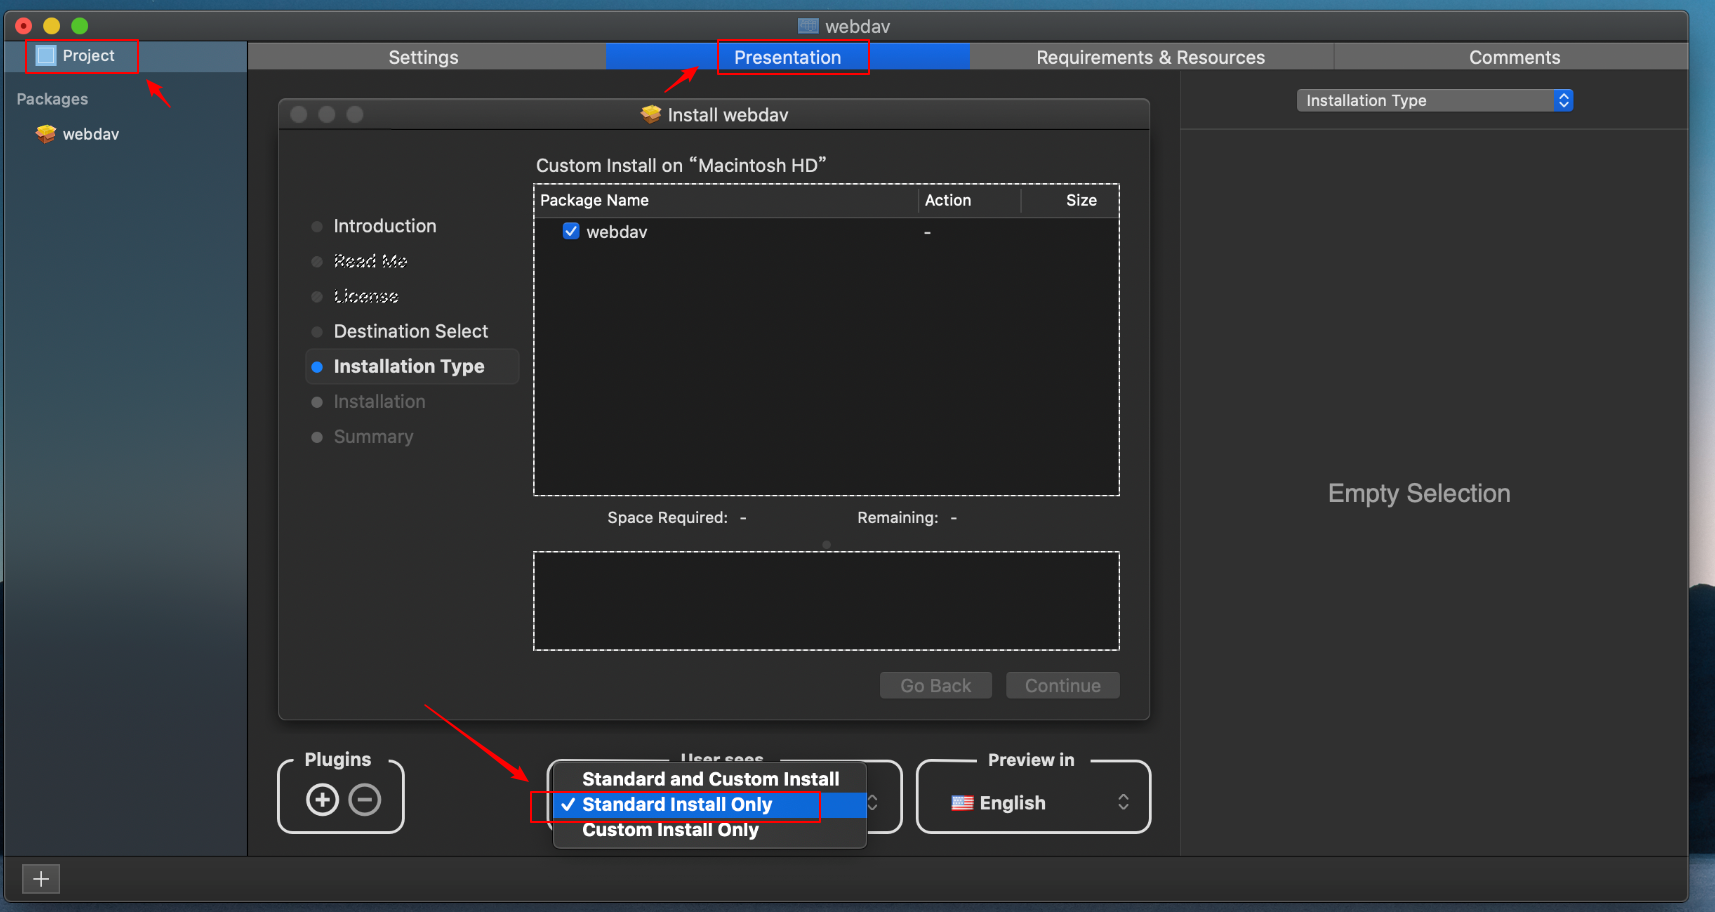 webdav
Project
Settings
Presentation
Requirements & Resources
Comments
Packages
webdav
Installation Type
Install webdav
Custom Install on “Macintosh HD”
Package Name
Action
Size
webdav
-
Introduction
Read Me
License
Destination Select
Installation Type
Installation
Summary
Space Required: -
Remaining: -
Empty Selection
Go Back
Continue
Plugins
User sees
Preview in
Standard and Custom Install
Standard Install Only
Custom Install Only
English